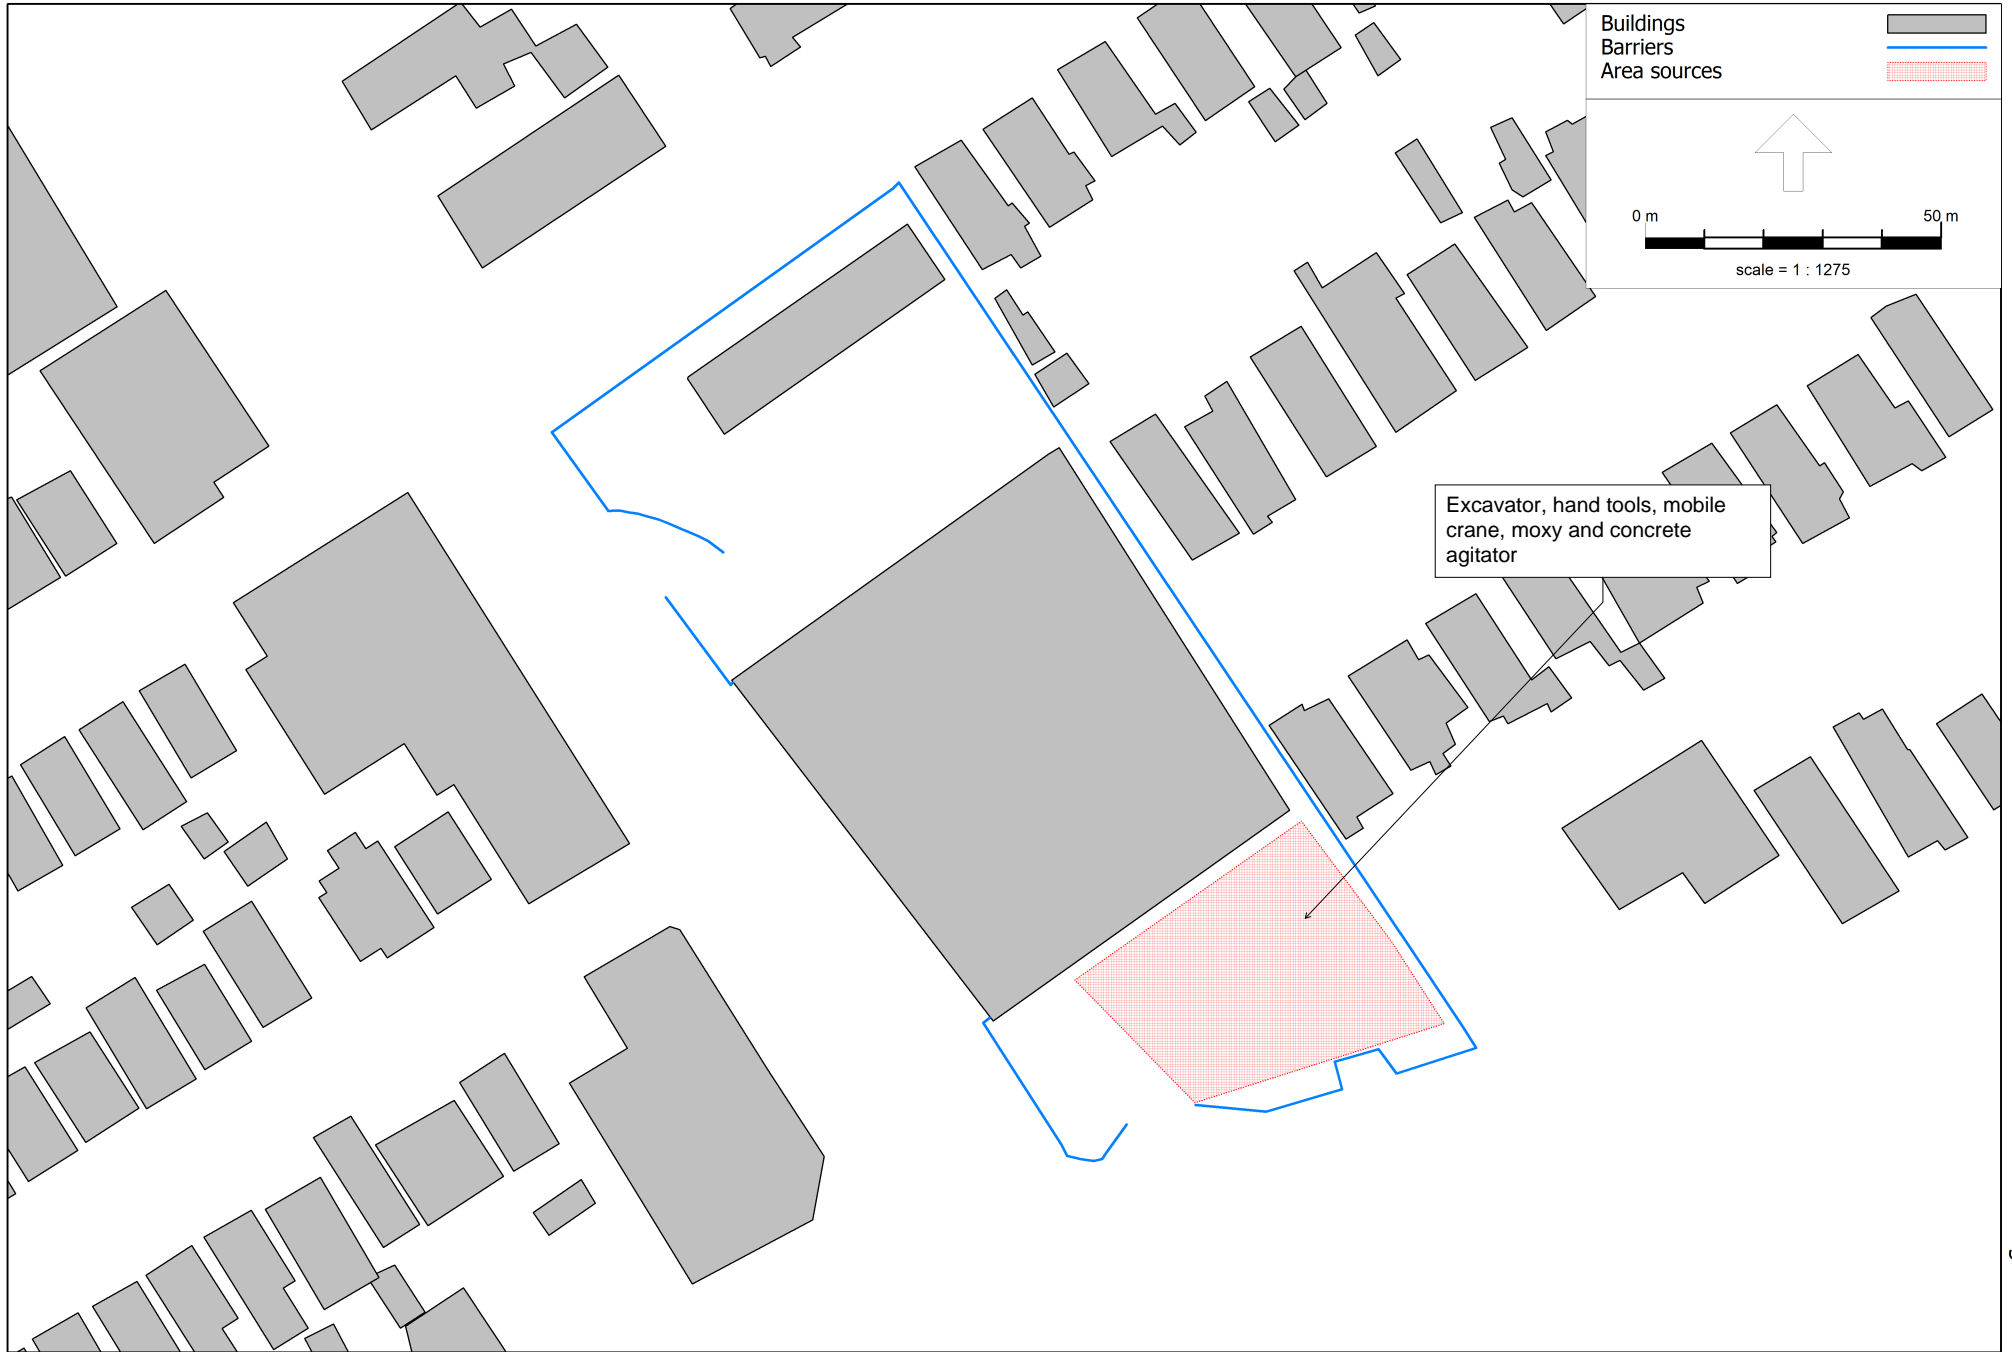 Buildings
Barriers
Area sources
0 m 50 m
scale = 1 : 1275
Excavator, hand tools, mobile
crane, moxy and concrete
agitator